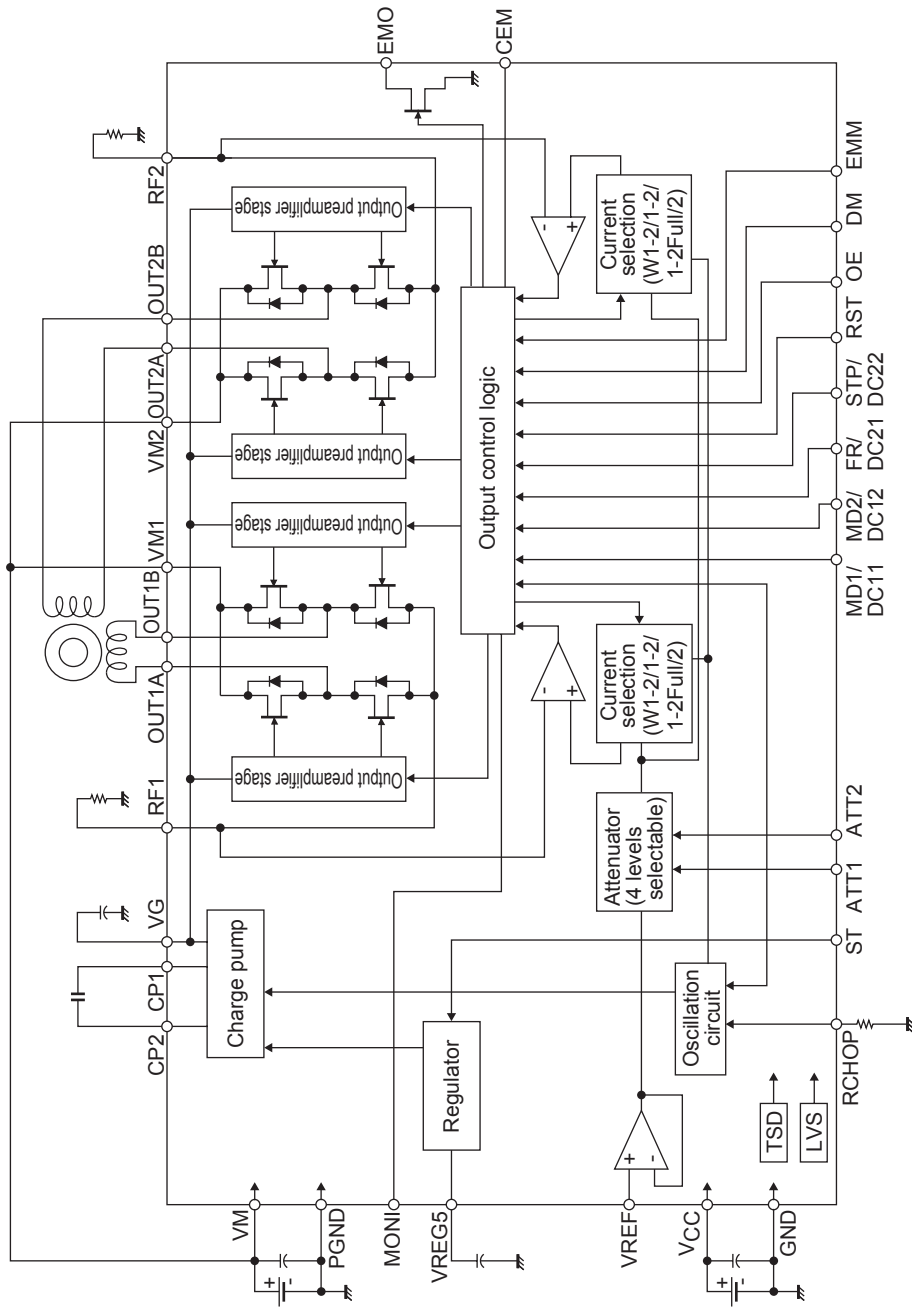 CP2
CP1
VG
RF1
OUT1A
OUT1B
VM1
VM2
OUT2A
OUT2B
RF2
Charge pump
Output preamplifier stage
Output preamplifier stage
Output preamplifier stage
Output preamplifier stage
VM
+
-
PGND
MONI
VREG5
Regulator
Output control logic
EMO
CEM
-
+
-
+
VREF
+
-
Attenuator
(4 levels
selectable)
Current
selection
(W1-2/1-2/
1-2Full/2)
Current
selection
(W1-2/1-2/
1-2Full/2)
Oscillation
circuit
VCC
+
-
GND
TSD
LVS
RCHOP
ST
ATT1
ATT2
MD1/
DC11
MD2/
DC12
FR/
DC21
STP/
DC22
RST
OE
DM
EMM